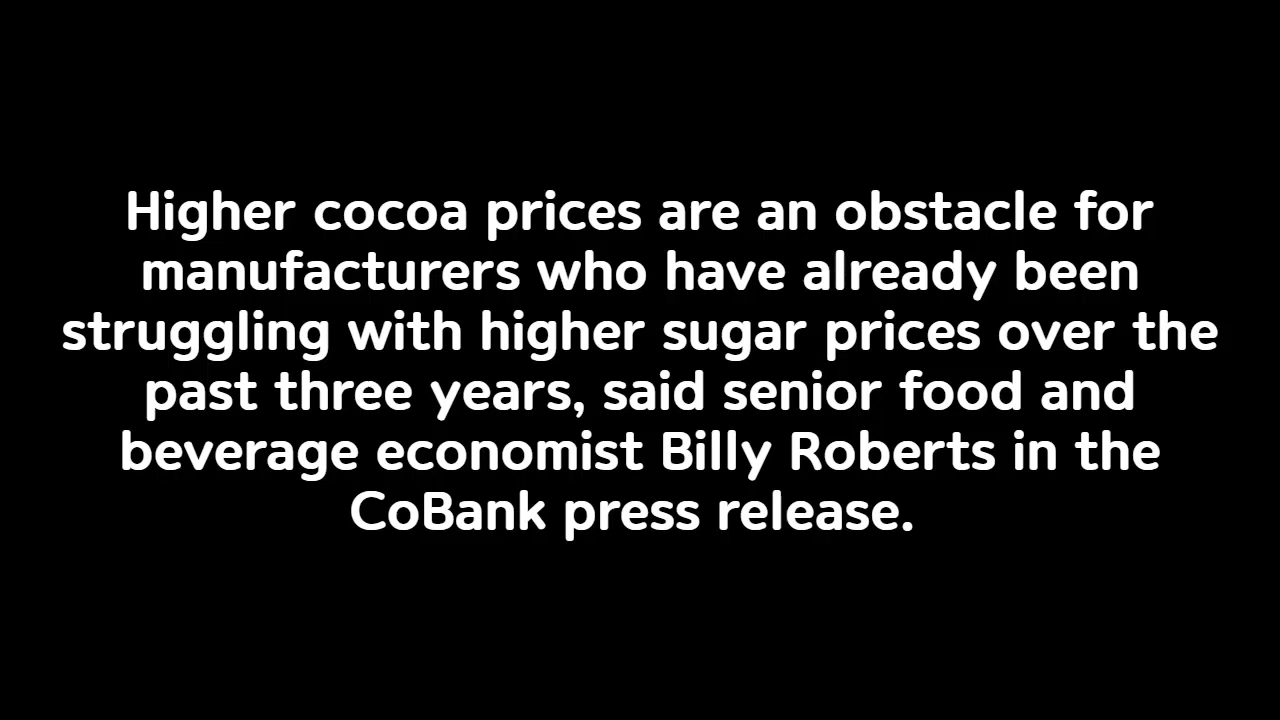 Higher cocoa prices are an obstacle for
manufacturers who have already been
struggling with higher sugar prices over the
past three years, said senior food and
beverage economist Billy Roberts in the
CoBank press release.